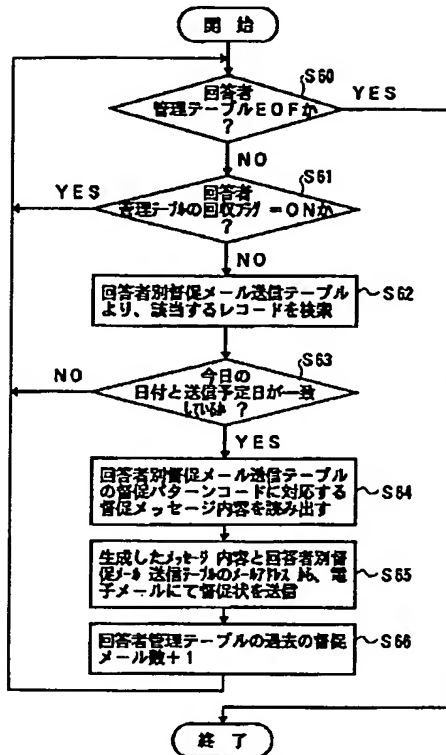 開 始
S60
回答者
管理テーブルEOFか
?
YES
NO
S61
回答者
管理テーブルの回収フラグ=ONか
?
YES
NO
回答者別督促メール送信テーブル
より、該当するレコードを検索
S62
S63
今日の
日付と送信予定日が一致
しているか ?
NO
YES
回答者別督促メール送信テーブル
の督促パターンコードに対応する
督促メッセージ内容を読み出す
S64
生成したメッセージ内容と回答者別督
促メール 送信テーブルのメールアドレス から、電
子メールにて督促状を送信
S65
回答者管理テーブルの過去の督促
メール数+1
S66
終 了